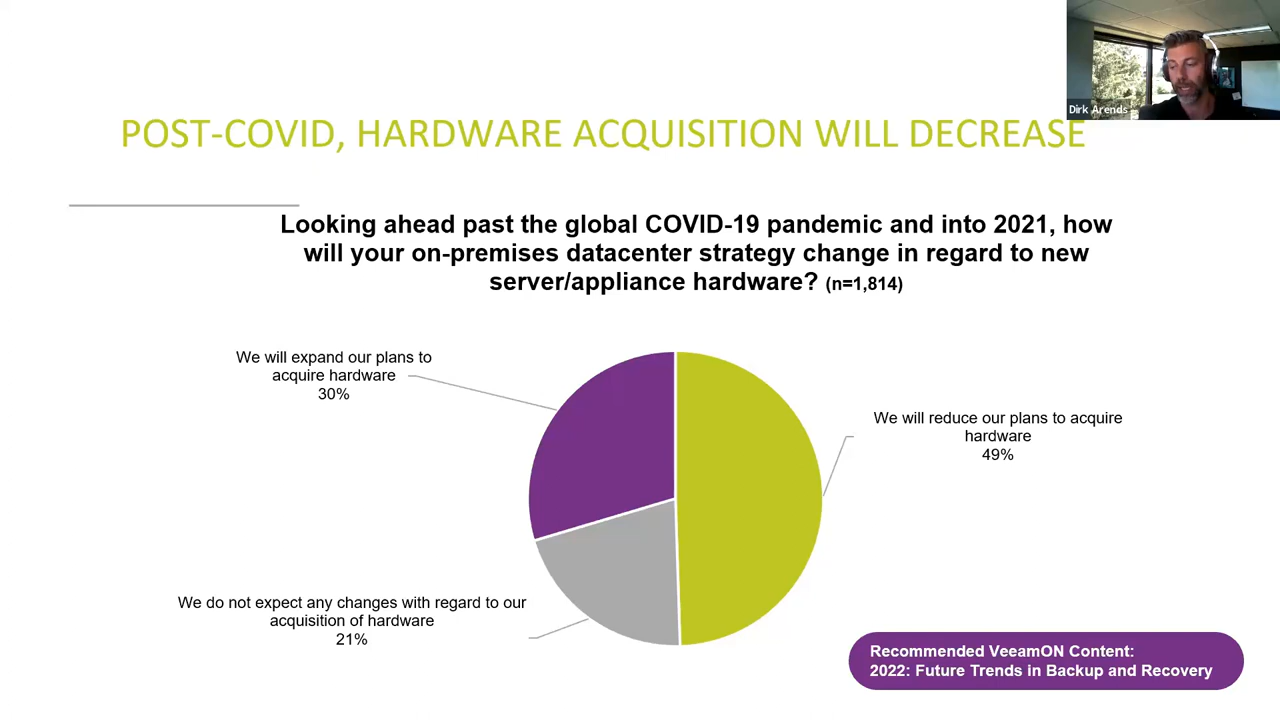 Dirk Arends
POST-COVID, HARDWARE ACQUISITION WILL DECREASE
Looking ahead past the global COVID-19 pandemic and into 2021, how
will your on-premises datacenter strategy change in regard to new
server/appliance hardware? (n=1,814)
We will expand our plans to
acquire hardware
30%
We will reduce our plans to acquire
hardware
49%
We do not expect any changes with regard to our
acquisition of hardware
21%
Recommended VeeamON Content:
2022: Future Trends in Backup and Recovery